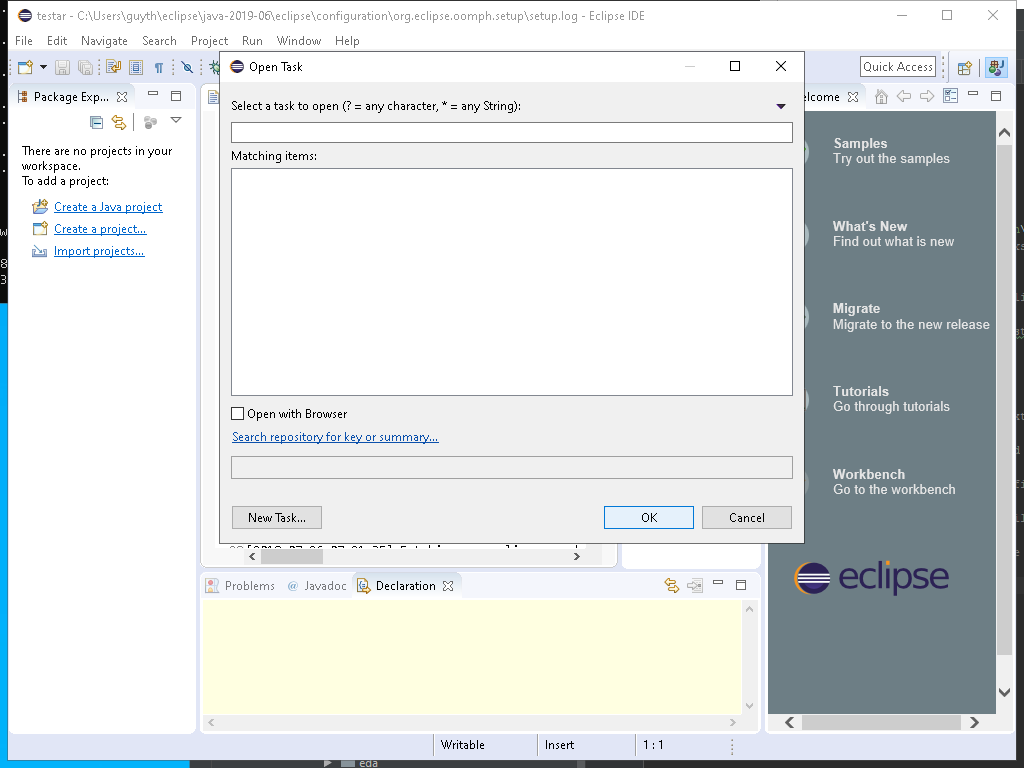 testar - C:\Users\guyth\eclipse\java-2019-06\eclipse\configuration\org.eclipse.oomph.setup\setup.log - Eclipse IDE
File Edit Navigate Search Project Run Window Help
Quick Access
Package Exp...
There are no projects in your
workspace.
To add a project:
Create a Java project
Create a project...
Import projects...
Open Task
Select a task to open (? = any character, * = any String):
Matching items:
Open with Browser
Search repository for key or summary...
New Task...
OK
Cancel
elcome
Samples
Try out the samples
What's New
Find out what is new
Migrate
Migrate to the new release
Tutorials
Go through tutorials
Workbench
Go to the workbench
eclipse
Problems
@ Javadoc
Declaration
Writable
Insert
1 : 1
eda